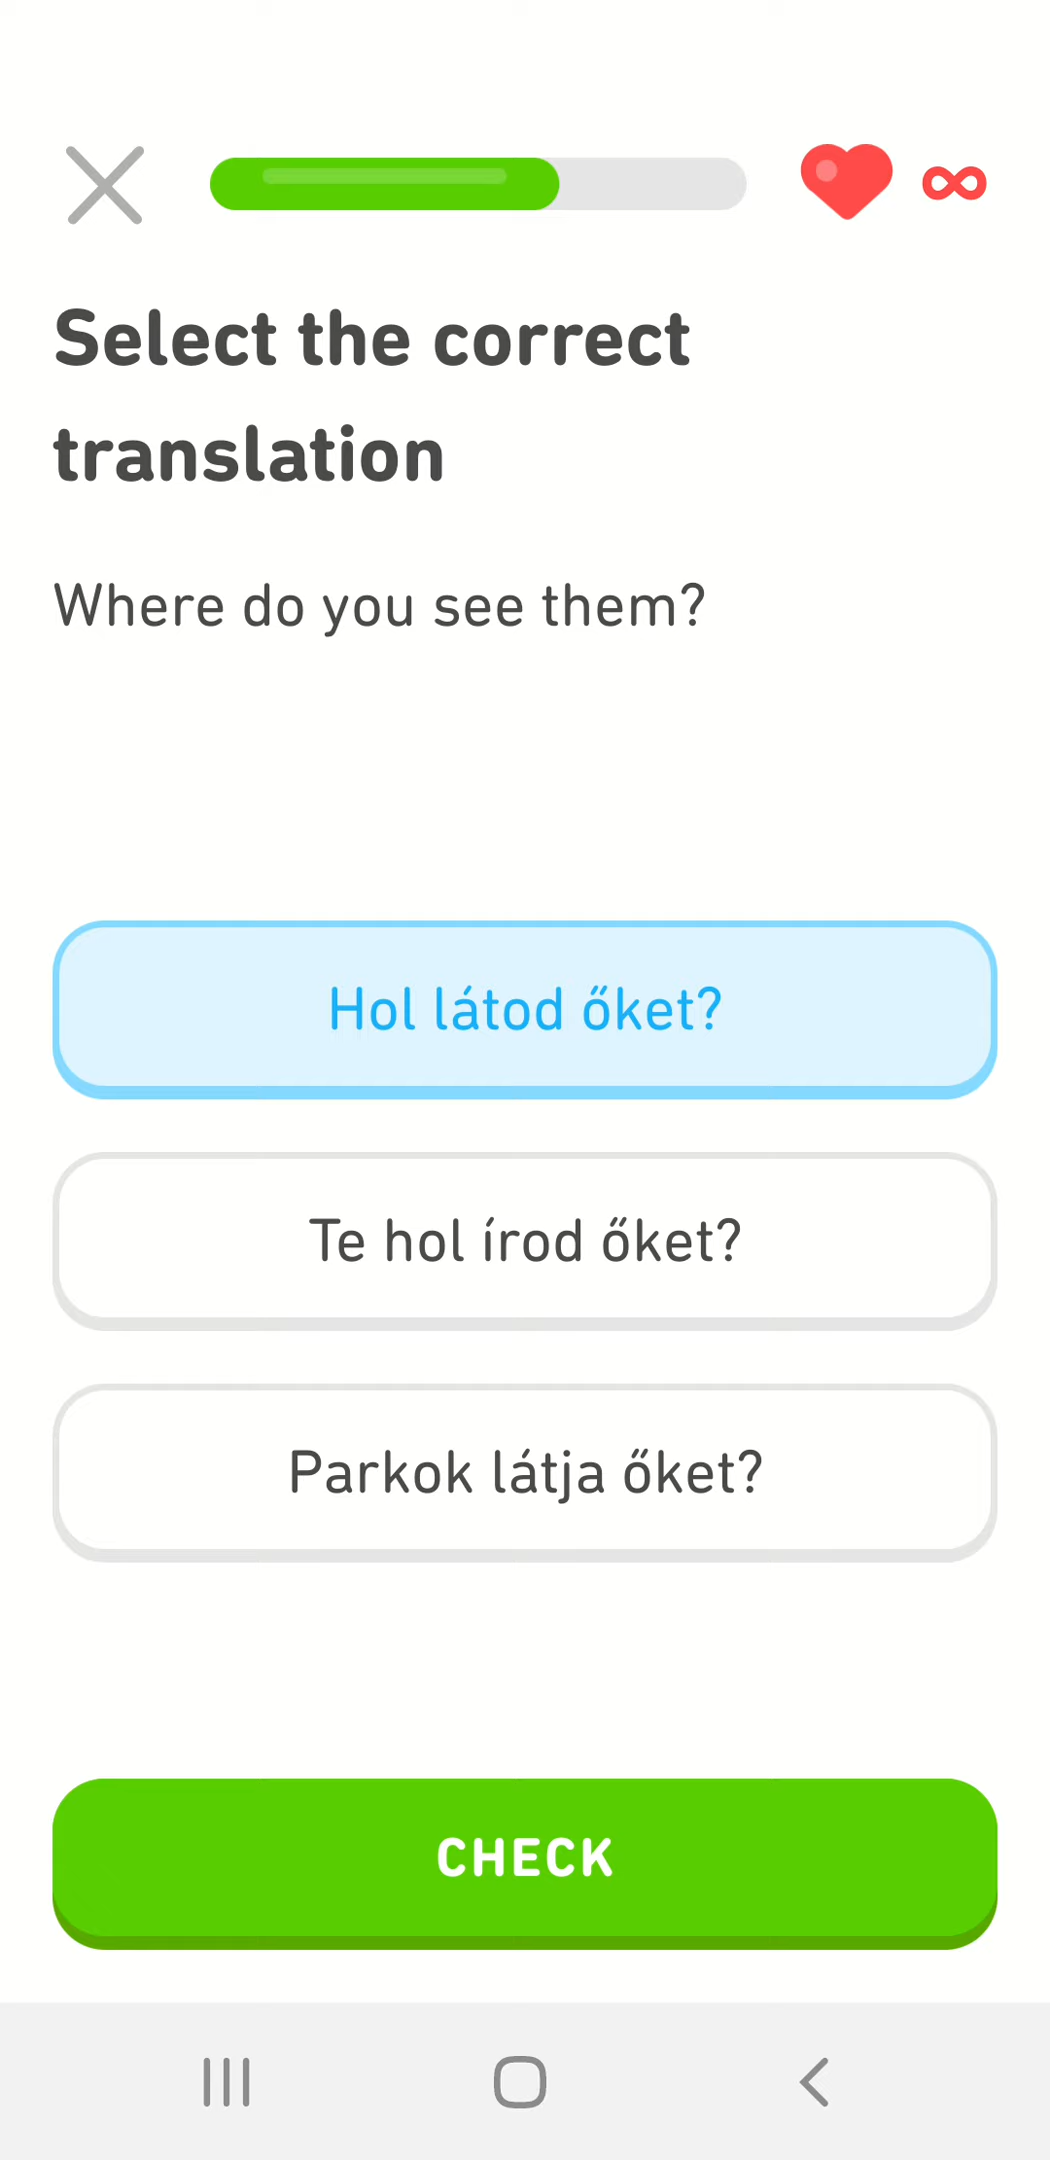 Select the correct
translation
Where do you see them?
Hol látod őket?
Te hol írod őket?
Parkok látja őket?
CHECK